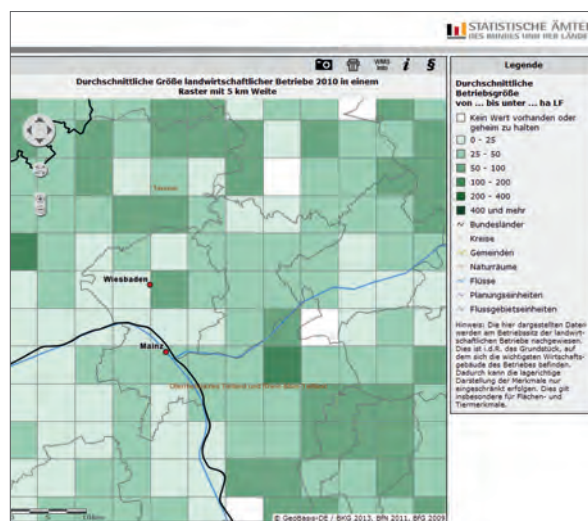 STATISTISCHE ÄMTER
DES BUNDES UND DER LÄNDER
WMS
Info
i
§
Durchschnittliche Größe landwirtschaftlicher Betriebe 2010 in einem
Raster mit 5 km Weite
Taunus
Wiesbaden
Mainz
© GeoBasis-DE / BKG 2013, BfN 2011, BfG 2009
Legende
Durchschnittliche
Betriebsgröße
von ... bis unter ... ha LF
Kein Wert vorhanden oder
geheim zu halten
0 - 25
25 - 50
50 - 100
100 - 200
200 - 400
400 und mehr
Bundesländer
Kreise
Gemeinden
Naturräume
Flüsse
Planungseinheiten
Flussgebietseinheiten
Hinweis: Die hier dargestellten Daten
werden am Betriebssitz der landwirt-
schaftlichen Betriebe nachgewiesen.
Dies ist i.d.R. das Grundstück, auf
dem sich die wichtigsten Wirtschafts-
gebäude des Betriebes befinden.
Dadurch kann die lagerichtige
Darstellung der Merkmale nur
eingeschränkt erfolgen. Dies gilt
insbesondere für Flächen- und
Tiermerkmale.